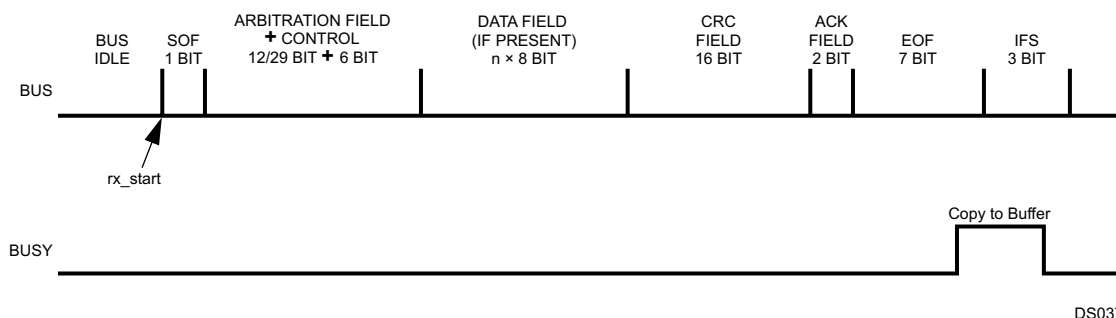 BUS IDLE
SOF 1 BIT
ARBITRATION FIELD + CONTROL 12/29 BIT + 6 BIT
DATA FIELD (IF PRESENT) n × 8 BIT
CRC FIELD 16 BIT
ACK FIELD 2 BIT
EOF 7 BIT
IFS 3 BIT
BUS
rx_start
Copy to Buffer
BUSY